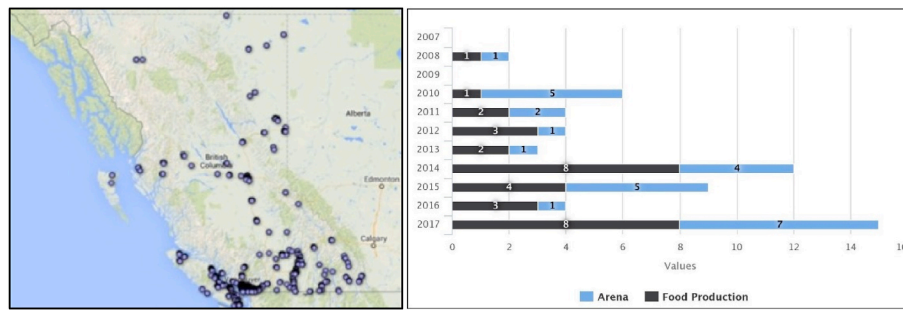 Alberta
British
Edmonton
Calgary
2007
2008 1 1
2009
2010 1 5
2011 2 2
2012 3 1
2013 2 1
2014 8 4
2015 4 5
2016 3 1
2017 8 7
0 2 4 6 8 10 12 14 16
Values
Arena Food Production